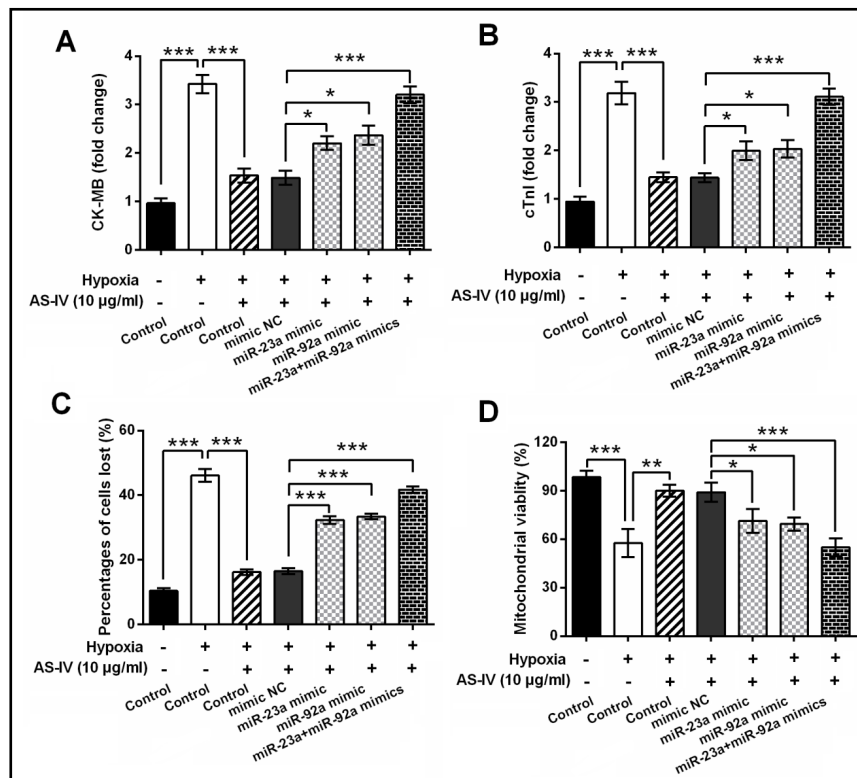 A
CK-MB (fold change)
4
3
2
1
0
*** *** * * ***
Hypoxia - + + + + + +
AS-IV (10 μg/ml) - - + + + + +
Control Control Control mimic NC miR-23a mimic miR-92a mimic miR-23a+miR-92a mimics
B
cTnI (fold change)
4
3
2
1
0
*** *** * * ***
Hypoxia - + + + + + +
AS-IV (10 μg/ml) - - + + + + +
Control Control Control mimic NC miR-23a mimic miR-92a mimic miR-23a+miR-92a mimics
C
Percentages of cells lost (%)
60
40
20
0
*** *** *** *** ***
Hypoxia - + + + + + +
AS-IV (10 μg/ml) - - + + + + +
Control Control Control mimic NC miR-23a mimic miR-92a mimic miR-23a+miR-92a mimics
D
Mitochondrial viablity (%)
120
90
60
30
0
*** ** * * ***
Hypoxia - + + + + + +
AS-IV (10 μg/ml) - - + + + + +
Control Control Control mimic NC miR-23a mimic miR-92a mimic miR-23a+miR-92a mimics